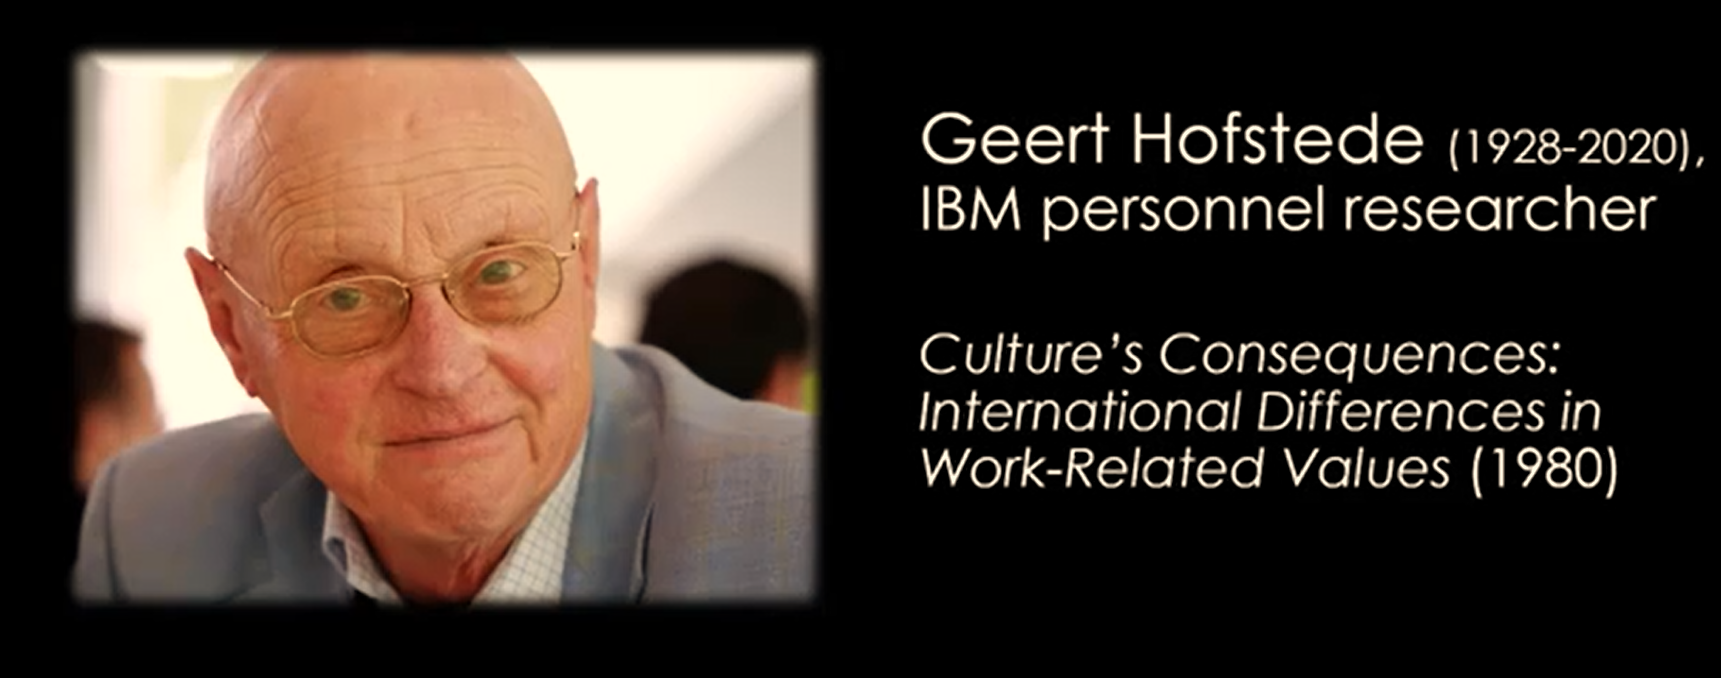 Geert Hofstede (1928-2020),
IBM personnel researcher
Culture’s Consequences:
International Differences in
Work-Related Values (1980)